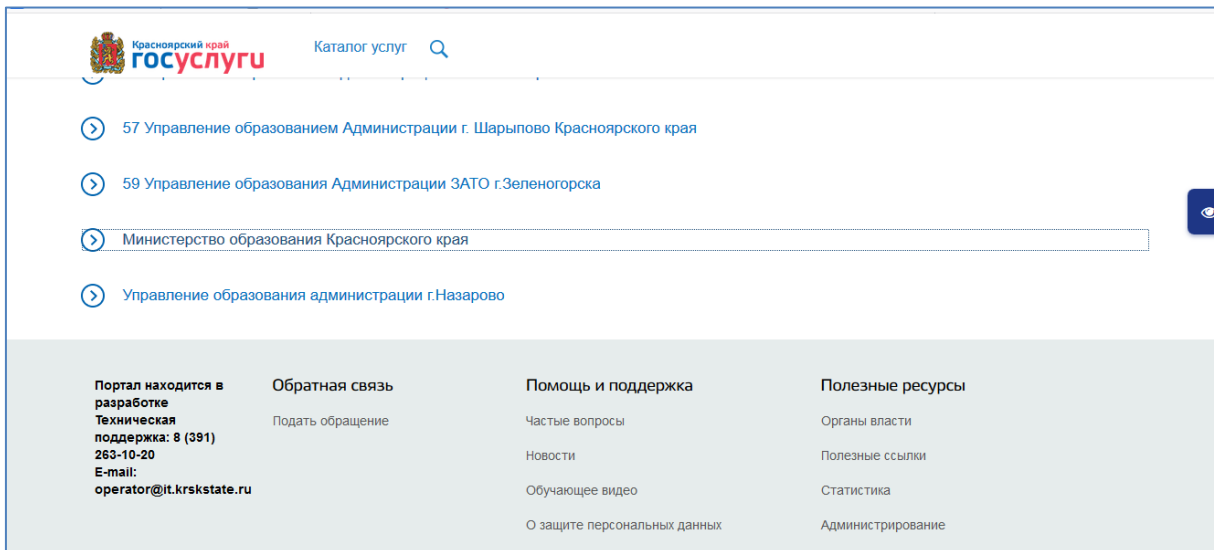 Красноярский край
госуслуги
Каталог услуг
57 Управление образованием Администрации г. Шарыпово Красноярского края
59 Управление образования Администрации ЗАТО г.Зеленогорска
Министерство образования Красноярского края
Управление образования администрации г.Назарово
Портал находится в
разработке
Техническая
поддержка: 8 (391)
263-10-20
E-mail:
operator@it.krskstate.ru
Обратная связь
Подать обращение
Помощь и поддержка
Частые вопросы
Новости
Обучающее видео
О защите персональных данных
Полезные ресурсы
Органы власти
Полезные ссылки
Статистика
Администрирование